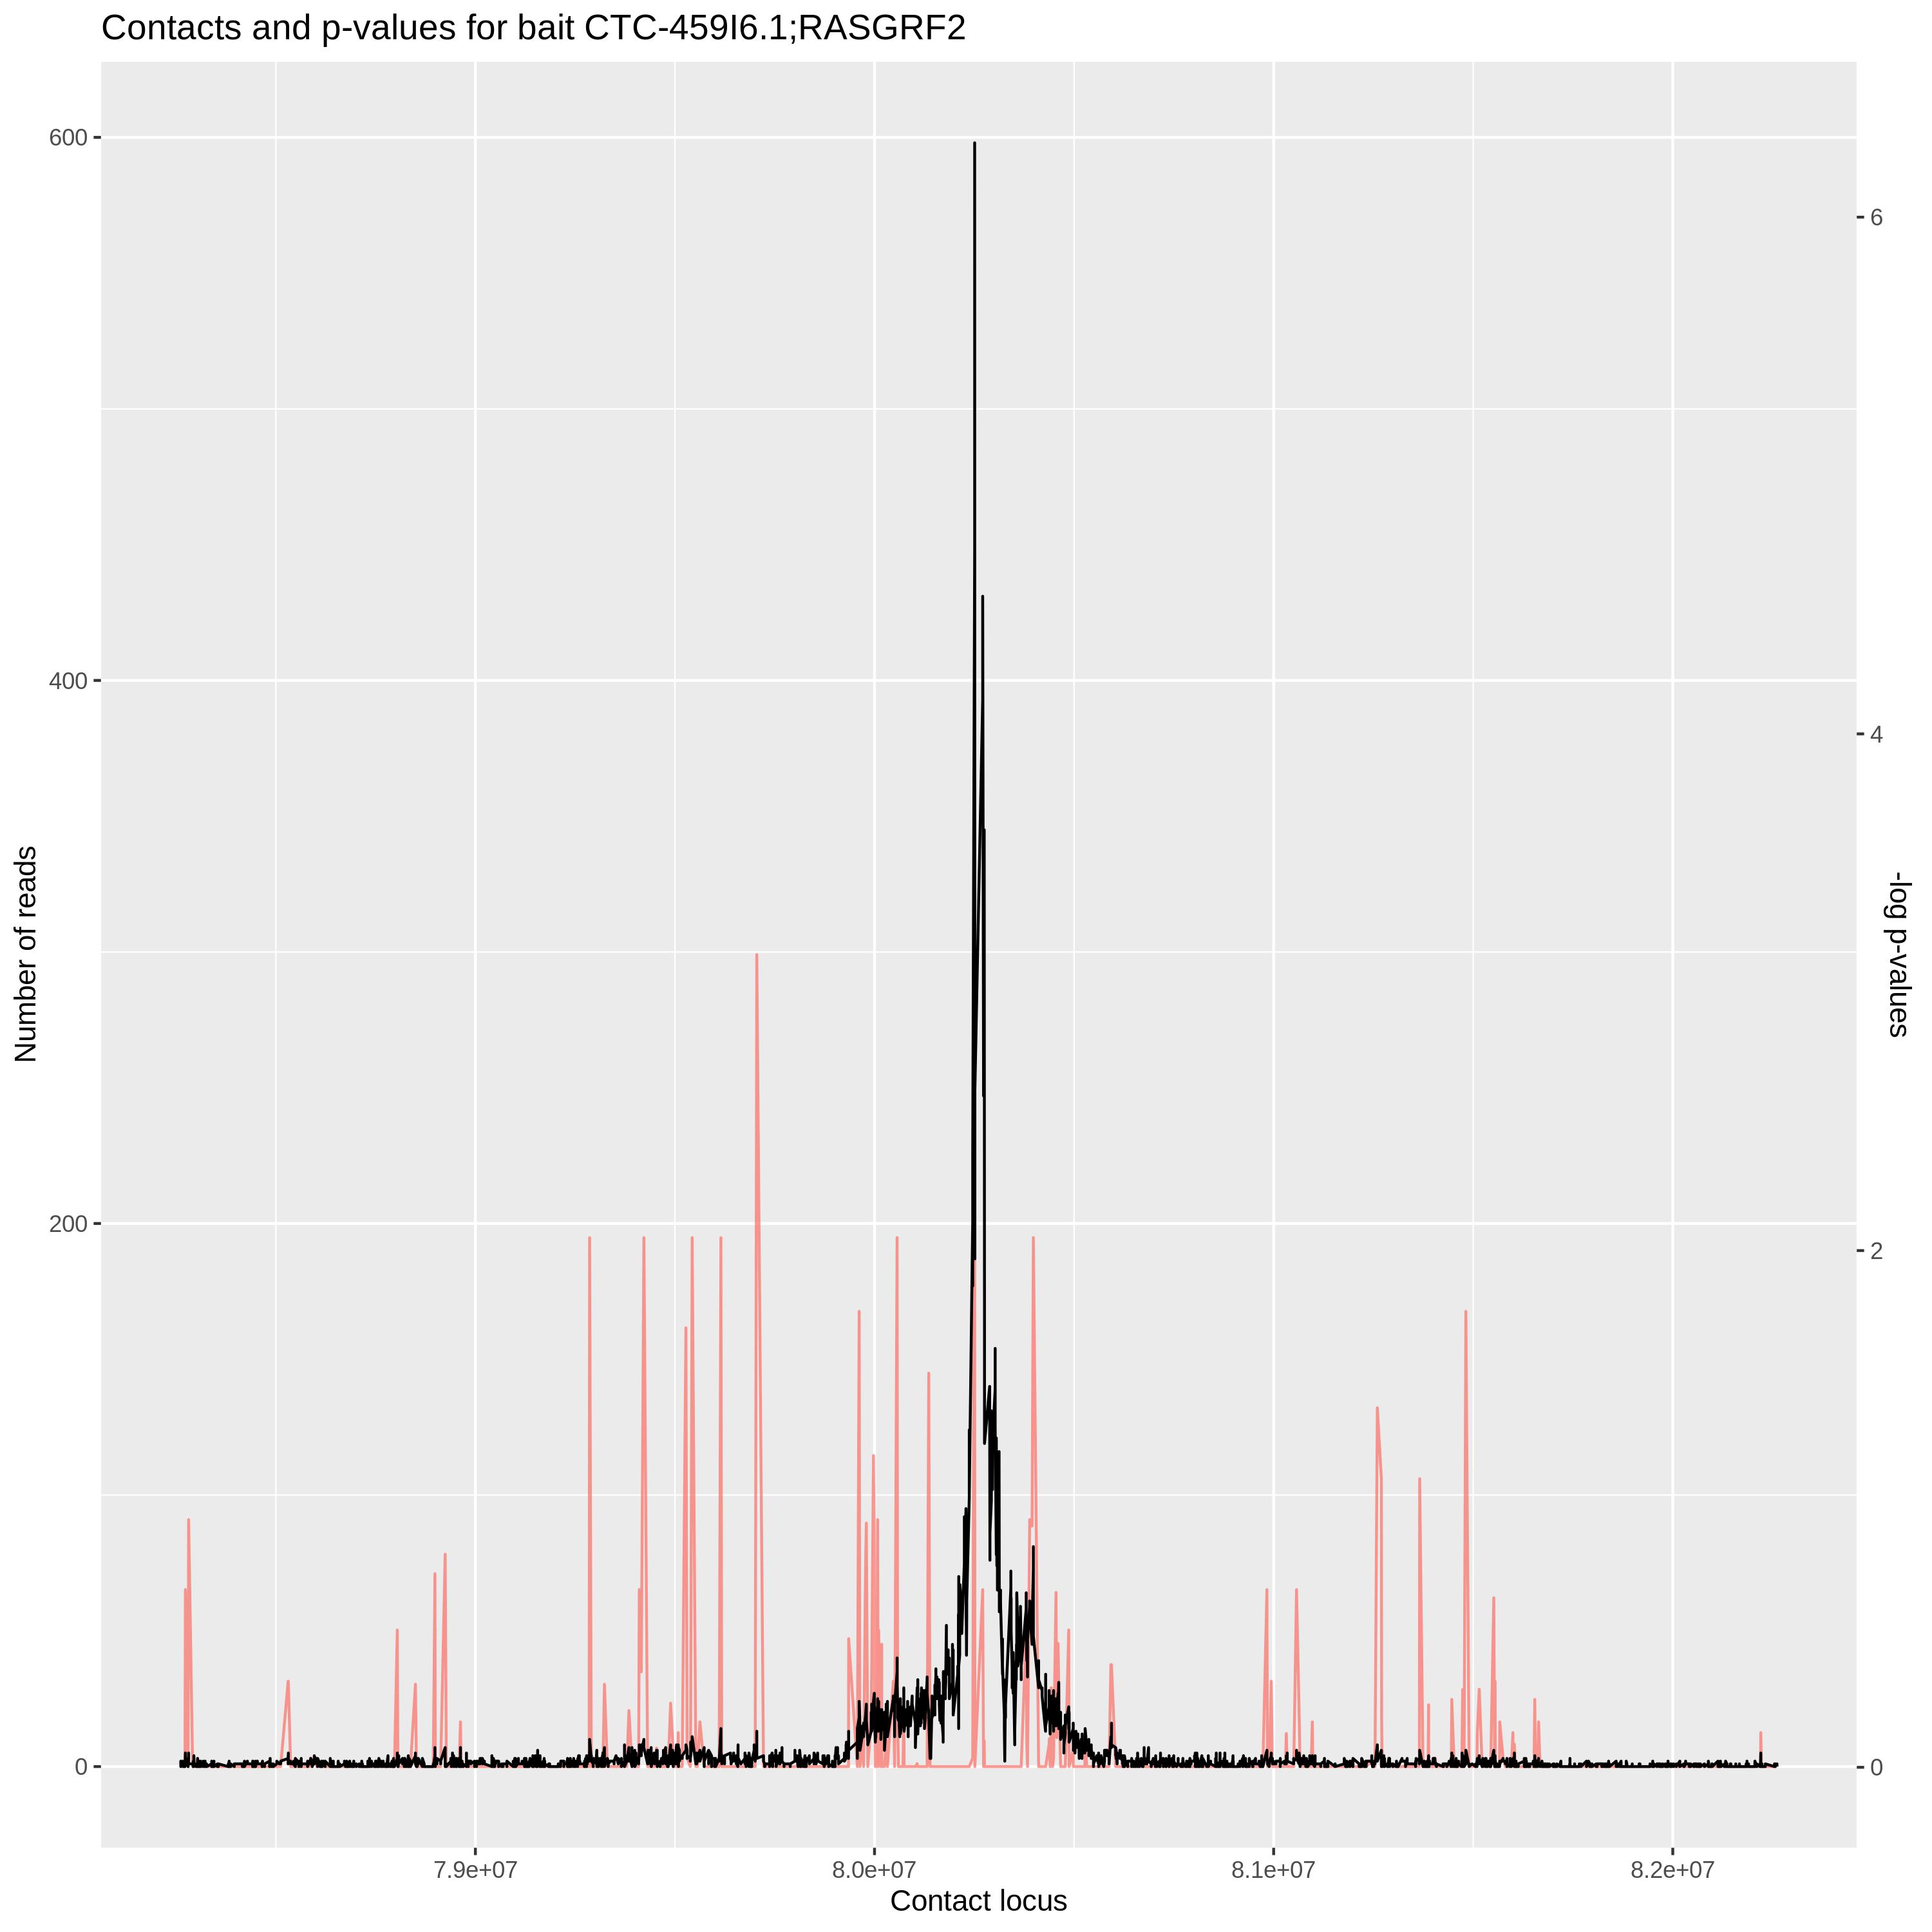 Contacts and p-values for bait CTC-459I6.1;RASGRF2
600
400
200
0
Number of reads
6
4
2
0
-log p-values
7.9e+07
8.0e+07
8.1e+07
8.2e+07
Contact locus